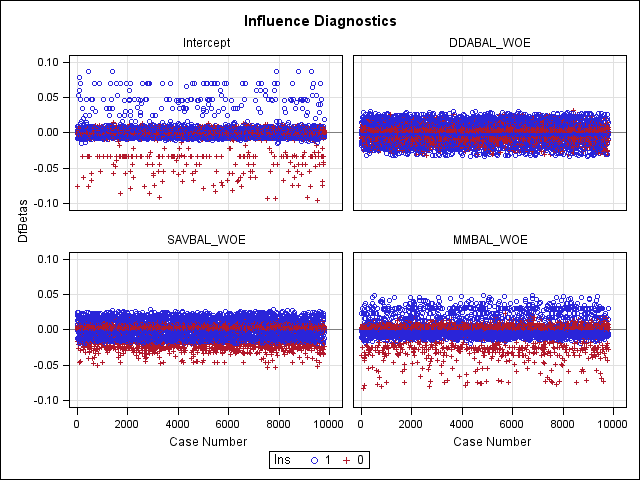 Influence Diagnostics
Intercept
DDABAL_WOE
0.10
0.05
0.00
-0.05
-0.10
DfBetas
SAVBAL_WOE
MMBAL_WOE
0.10
0.05
0.00
-0.05
-0.10
0 2000 4000 6000 8000 10000
0 2000 4000 6000 8000 10000
Case Number
Case Number
Ins 1 0